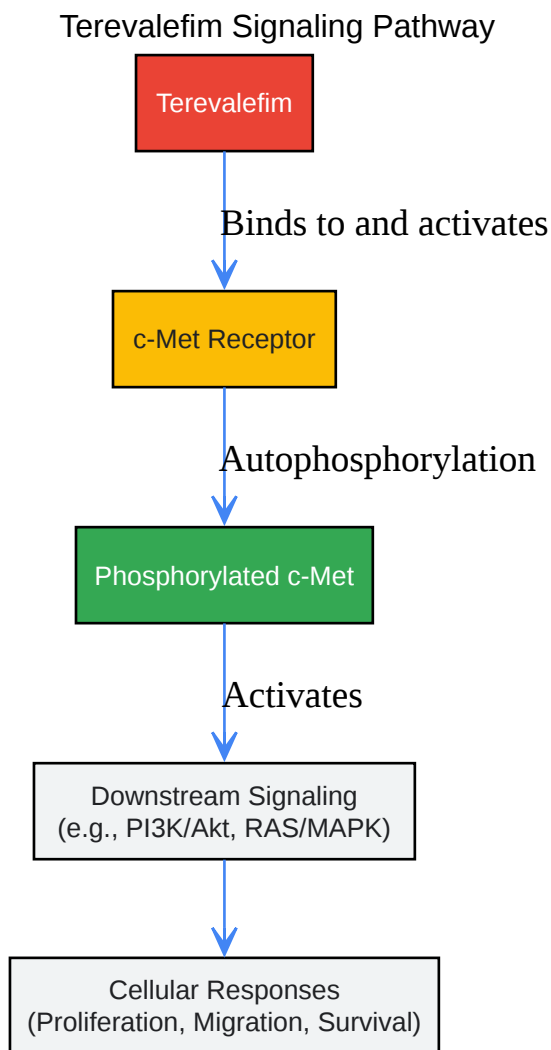 Terevalefim Signaling Pathway
Terevalefim
Binds to and activates
c-Met Receptor
Autophosphorylation
Phosphorylated c-Met
Activates
Downstream Signaling
(e.g., PI3K/Akt, RAS/MAPK)
Cellular Responses
(Proliferation, Migration, Survival)